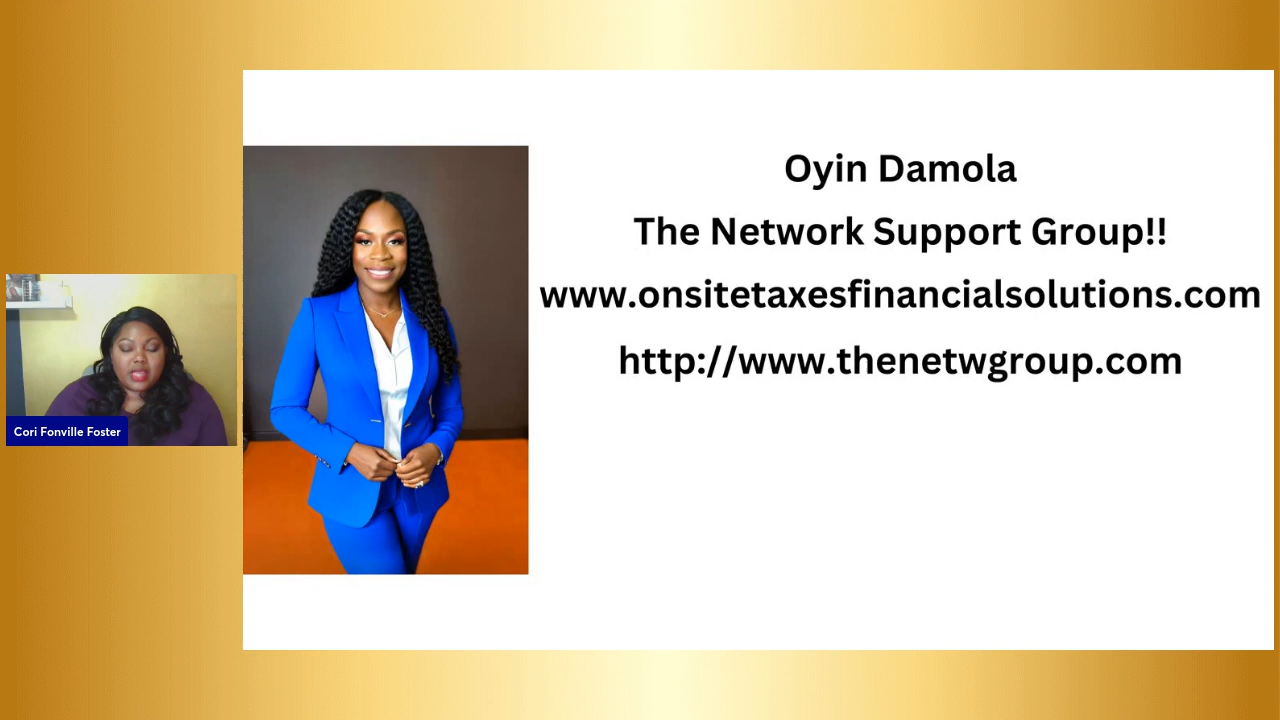 Oyin Damola
The Network Support Group!!
www.onsitetaxesfinancialsolutions.com
http://www.thenetwgroup.com
Cori Fonville Foster